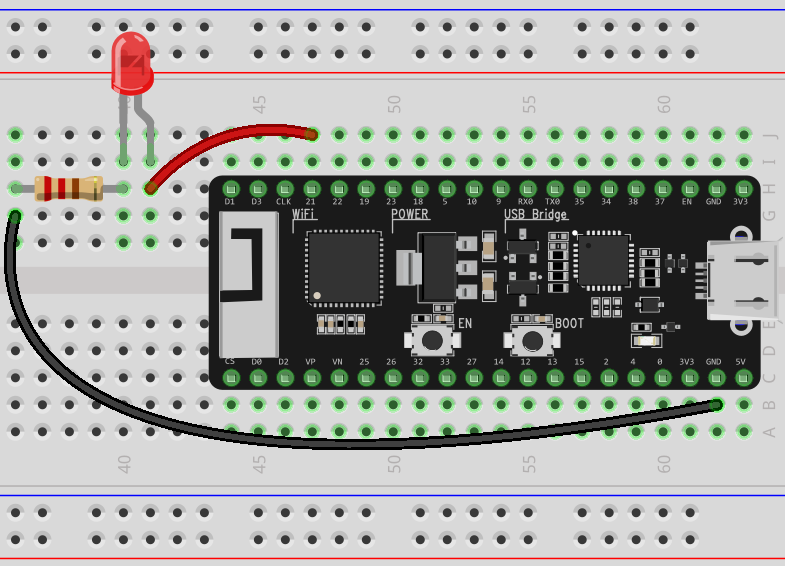 45 50 55 60
J
I
H
G
D1 D3 CLK 21 22 19 23 18 5 10 9 RX0 TX0 35 34 38 37 EN GND 3V3
WiFi POWER USB Bridge
EN BOOT
E
D
C
B
A
CS D0 D2 VP VN 25 26 32 33 27 14 12 13 15 2 4 0 3V3 GND 5V
40 45 50 55 60